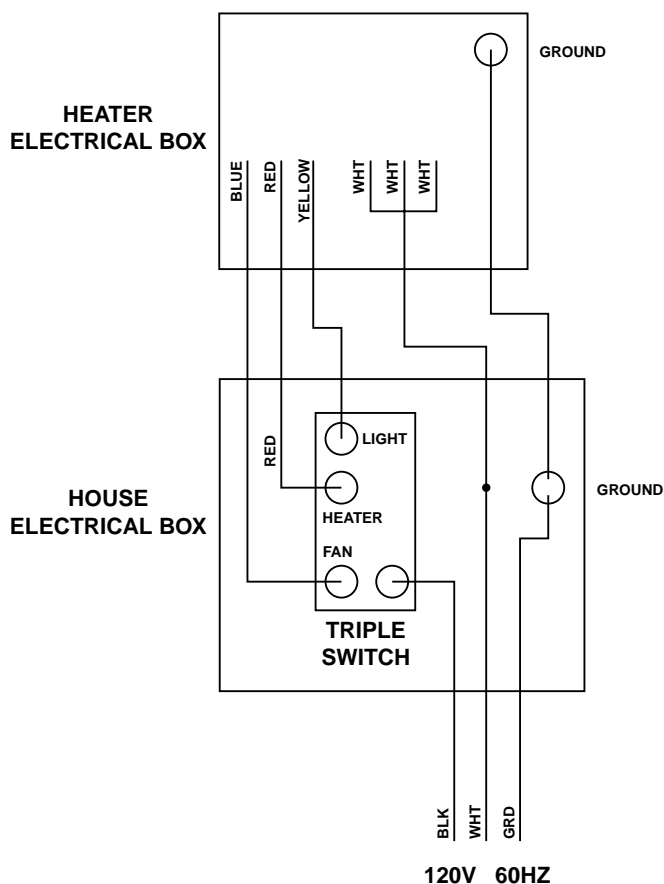 GROUND
HEATER
ELECTRICAL BOX
BLUE
RED
YELLOW
WHT
WHT
WHT
LIGHT
RED
HEATER
HOUSE
ELECTRICAL BOX
GROUND
FAN
TRIPLE
SWITCH
BLK
WHT
GRD
120V 60HZ